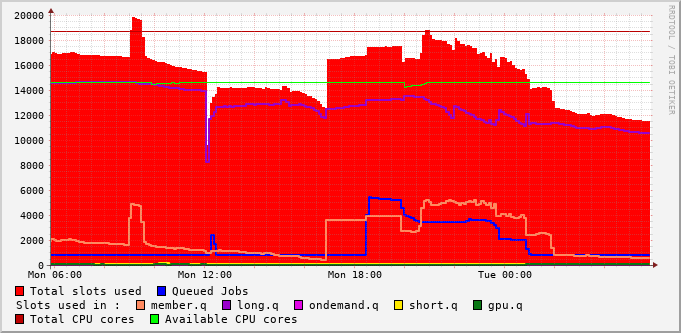 20000
18000
16000
14000
12000
10000
8000
6000
4000
2000
0
Mon 06:00 Mon 12:00 Mon 18:00 Tue 00:00
Total slots used Queued Jobs
Slots used in : member.q long.q ondemand.q short.q gpu.q
Total CPU cores Available CPU cores
RRDTOOL / TOBI OETIKER